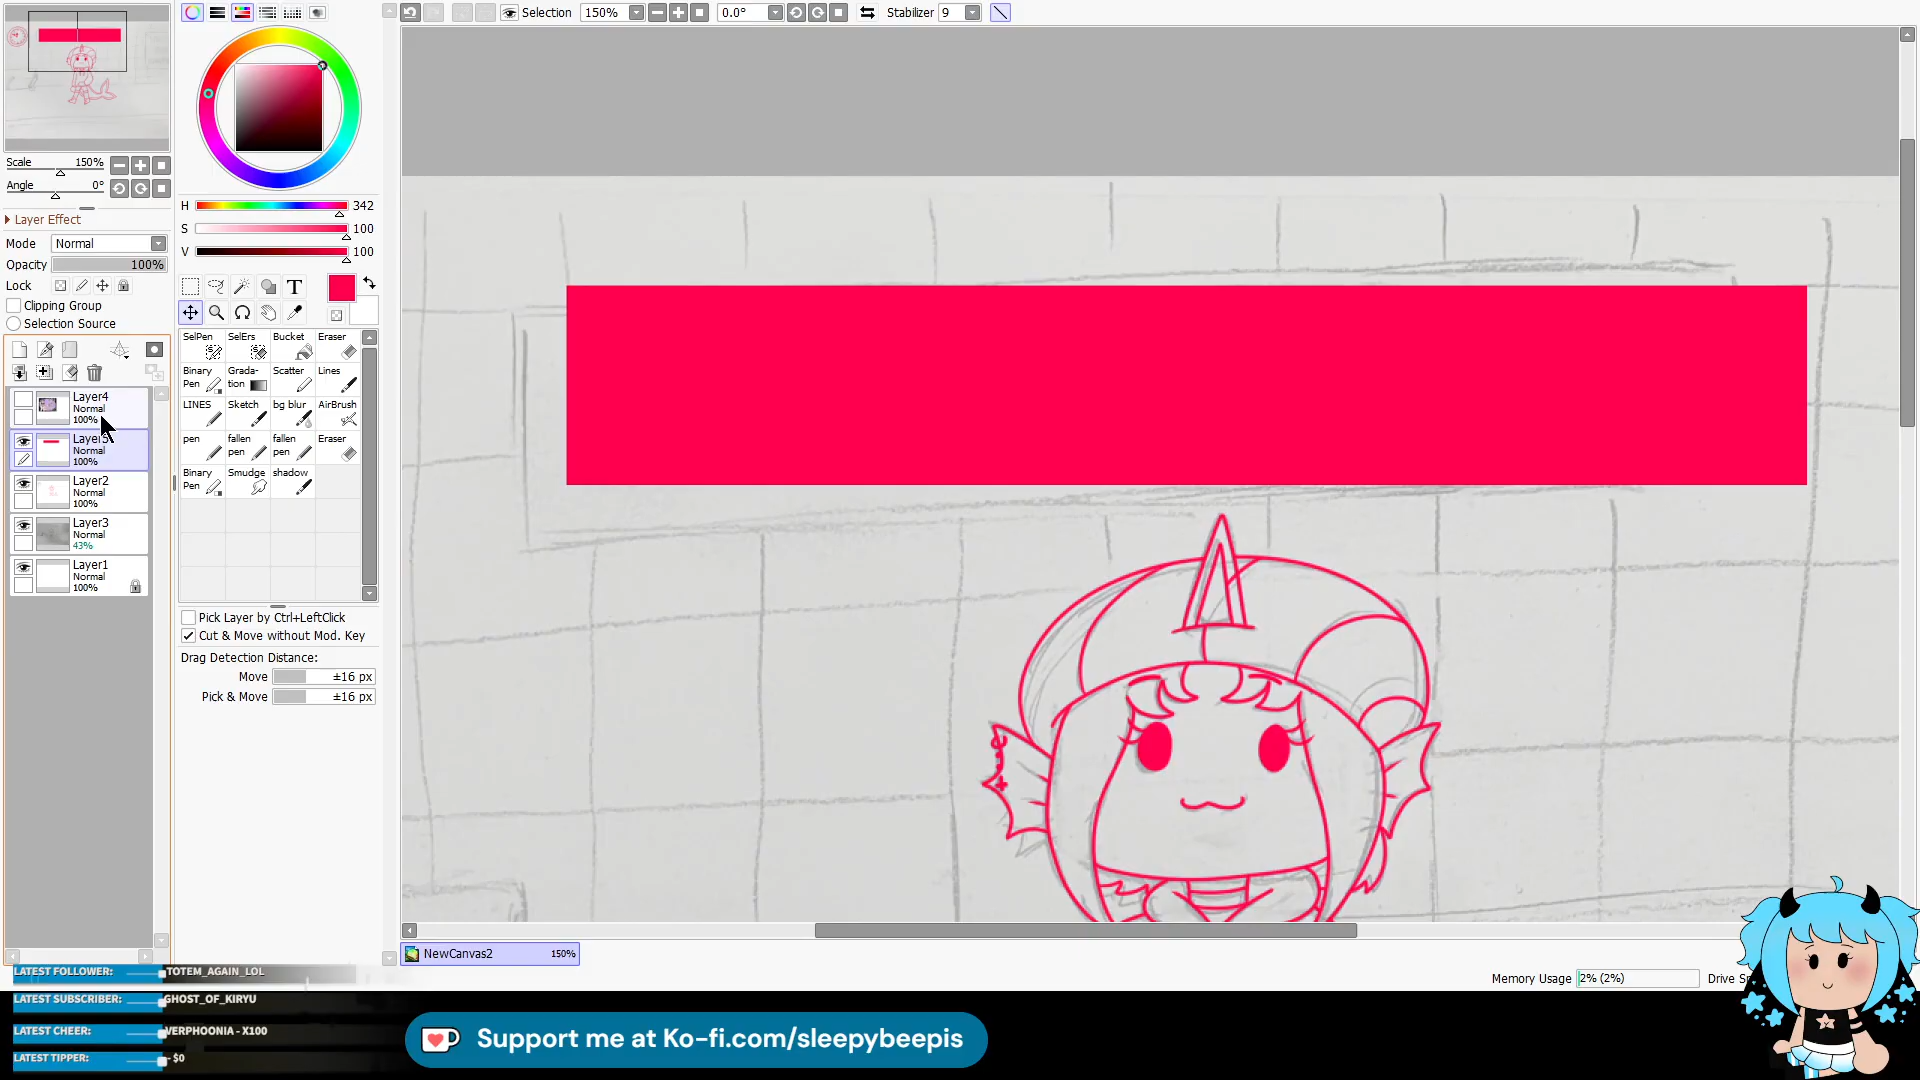 Selection 150% 0.0° Stabilizer 9
Scale 150%
Angle 0°
Layer Effect
Mode Normal
Opacity 100%
Lock
Clipping Group
Selection Source
Layer4
Normal
100%
Normal
100%
Layer2
Normal
100%
Layer3
Normal
43%
Layer1
Normal
100%
H 342
S 100
V 100
T
SelPen SelErs Bucket Eraser
Binary Pen Grada-tion Scatter Lines
LINES Sketch bg blur AirBrush
pen fallen pen fallen pen Eraser
Binary Pen Smudge shadow
Pick Layer by Ctrl+LeftClick
Cut & Move without Mod. Key
Drag Detection Distance:
Move ±16 px
Pick & Move ±16 px
NewCanvas2 150%
Memory Usage 2% (2%)
LATEST FOLLOWER: TOTEM_AGAIN_LOL
LATEST SUBSCRIBER: GHOST_OF_KIRYU
LATEST CHEER: VERPHOONIA - X100
LATEST TIPPER: - $0
Support me at Ko-fi.com/sleepybeepis